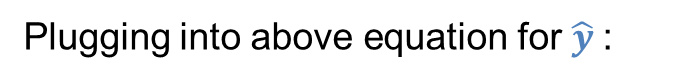 Plugging into above equation for ŷ :